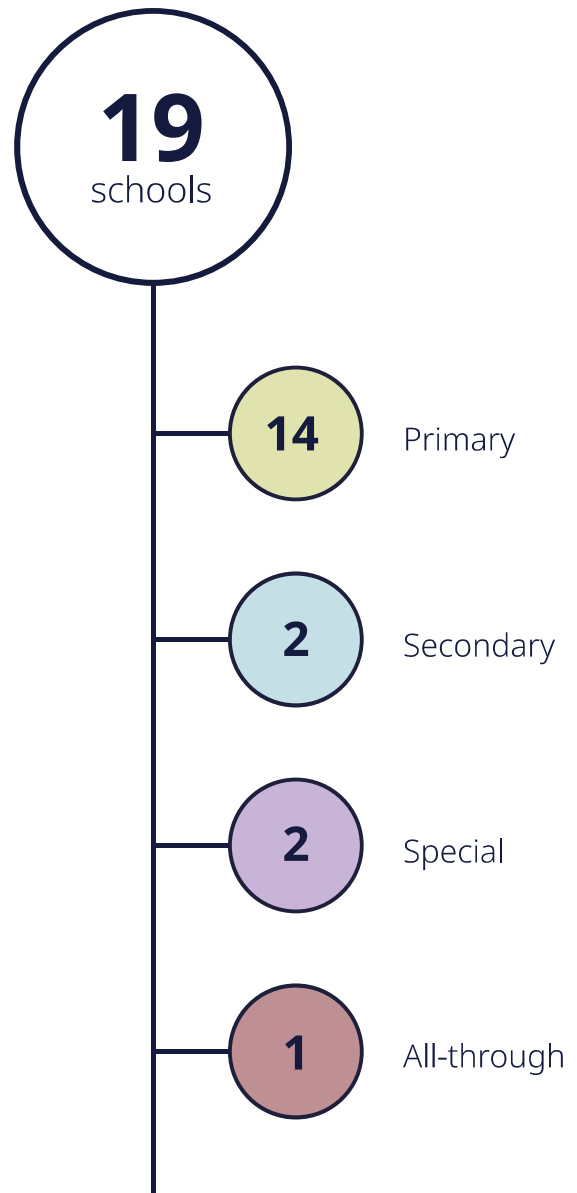 19
schools
14
Primary
2
Secondary
2
Special
1
All-through